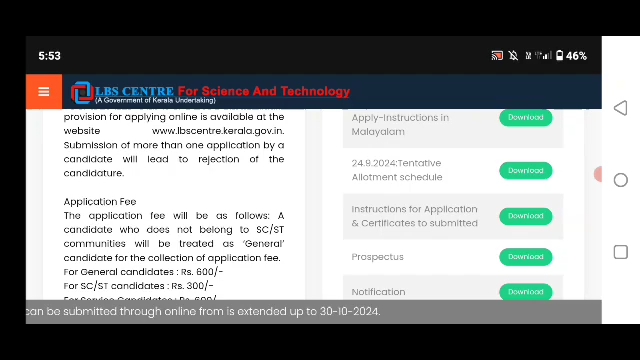 5:53
46%
LBS CENTRE For Science And Technology
(A Government of Kerala Undertaking)
provision for applying online is available at the
website www.lbscentre.kerala.gov.in.
Submission of more than one application by a
candidate will lead to rejection of the
candidature.
Application Fee
The application fee will be as follows: A
candidate who does not belong to SC/ST
communities will be treated as ‘General’
candidate for the collection of application fee.
For General candidates : Rs. 600/-
For SC/ST candidates : Rs. 300/-
For Service Candidates : Rs. 600/
Apply-Instructions in
Malayalam
Download
24.9.2024:Tentative
Allotment schedule
Download
Instructions for Application
& Certificates to submitted
Download
Prospectus
Download
Notification
Download
can be submitted through online from is extended up to 30-10-2024.